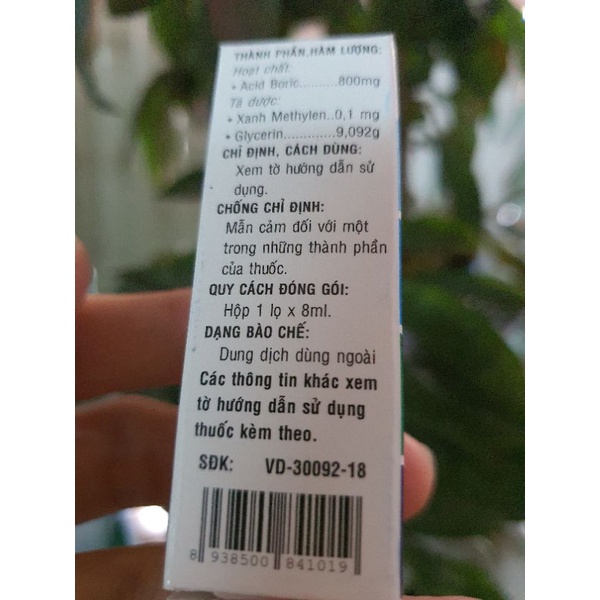 THÀNH PHẦN,HÀM LƯỢNG:
Hoạt chất:
• Acid Boric..........800mg
Tá dược:
• Xanh Methylen..0,1 mg
• Glycerin.............9,092g
CHỈ ĐỊNH, CÁCH DÙNG:
Xem tờ hướng dẫn sử
dụng.
CHỐNG CHỈ ĐỊNH:
Mẫn cảm đối với một
trong những thành phần
của thuốc.
QUY CÁCH ĐÓNG GÓI:
Hộp 1 lọ x 8ml.
DẠNG BÀO CHẾ:
Dung dịch dùng ngoài
Các thông tin khác xem
tờ hướng dẫn sử dụng
thuốc kèm theo.
SĐK: VD-30092-18
8 938500 841019